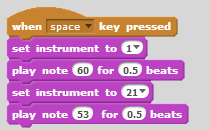 when space key pressed
set instrument to 1
play note 60 for 0.5 beats
set instrument to 21
play note 53 for 0.5 beats